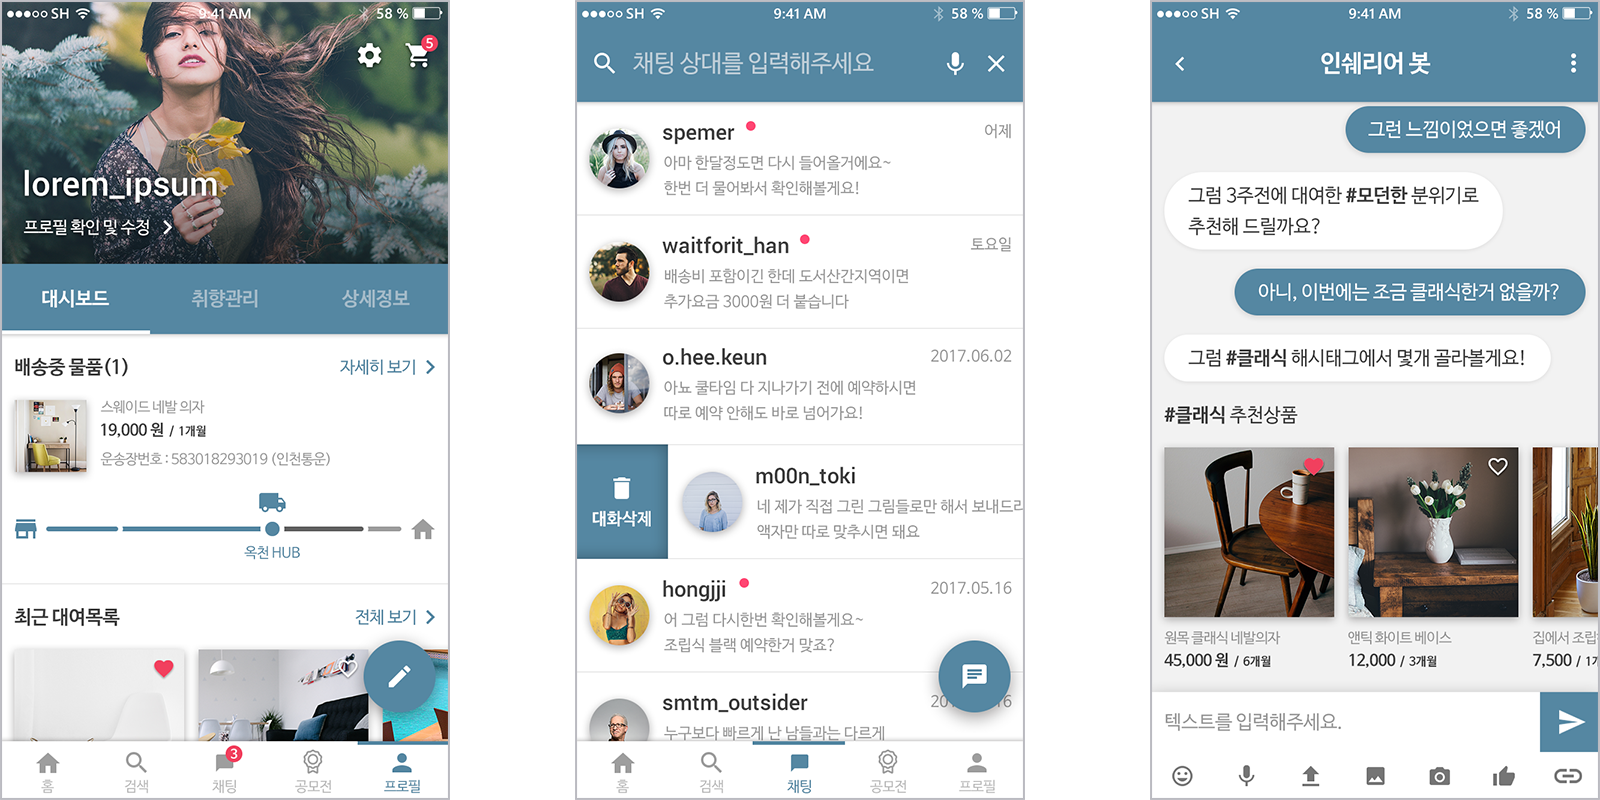 SH
9:41 AM
58 %
5
lorem_ipsum
프로필 확인 및 수정
대시보드
취향관리
상세정보
배송중 물품(1)
자세히 보기
스웨이드 네발 의자
19,000 원 / 1개월
운송장번호 : 583018293019 (인천통운)
옥천 HUB
최근 대여목록
전체 보기
3
홈
검색
채팅
공모전
프로필
SH
9:41 AM
58 %
채팅 상대를 입력해주세요
spemer
어제
아마 한달정도면 다시 들어올거에요~
한번 더 물어봐서 확인해볼게요!
waitforit_han
토요일
배송비 포함이긴 한데 도서산간지역이면
추가요금 3000원 더 붙습니다
o.hee.keun
2017.06.02
아뇨 쿨타임 다 지나가기 전에 예약하시면
따로 예약 안해도 바로 넘어가요!
대화삭제
m00n_toki
네 제가 직접 그린 그림들로만 해서 보내드리
액자만 따로 맞추시면 돼요
hongjji
2017.05.16
어 그럼 다시한번 확인해볼게요~
조립식 블랙 예약한거 맞죠?
smtm_outsider
누구보다 빠르게 난 남들과는 다르게
홈
검색
채팅
공모전
프로필
SH
9:41 AM
58 %
인쉐리어 봇
그런 느낌이었으면 좋겠어
그럼 3주전에 대여한 #모던한 분위기로
추천해 드릴까요?
아니, 이번에는 조금 클래식한거 없을까?
그럼 #클래식 해시태그에서 몇개 골라볼게요!
#클래식 추천상품
원목 클래식 네발의자
45,000 원 / 6개월
앤틱 화이트 베이스
12,000 / 3개월
집에서 조립
7,500 / 1
텍스트를 입력해주세요.